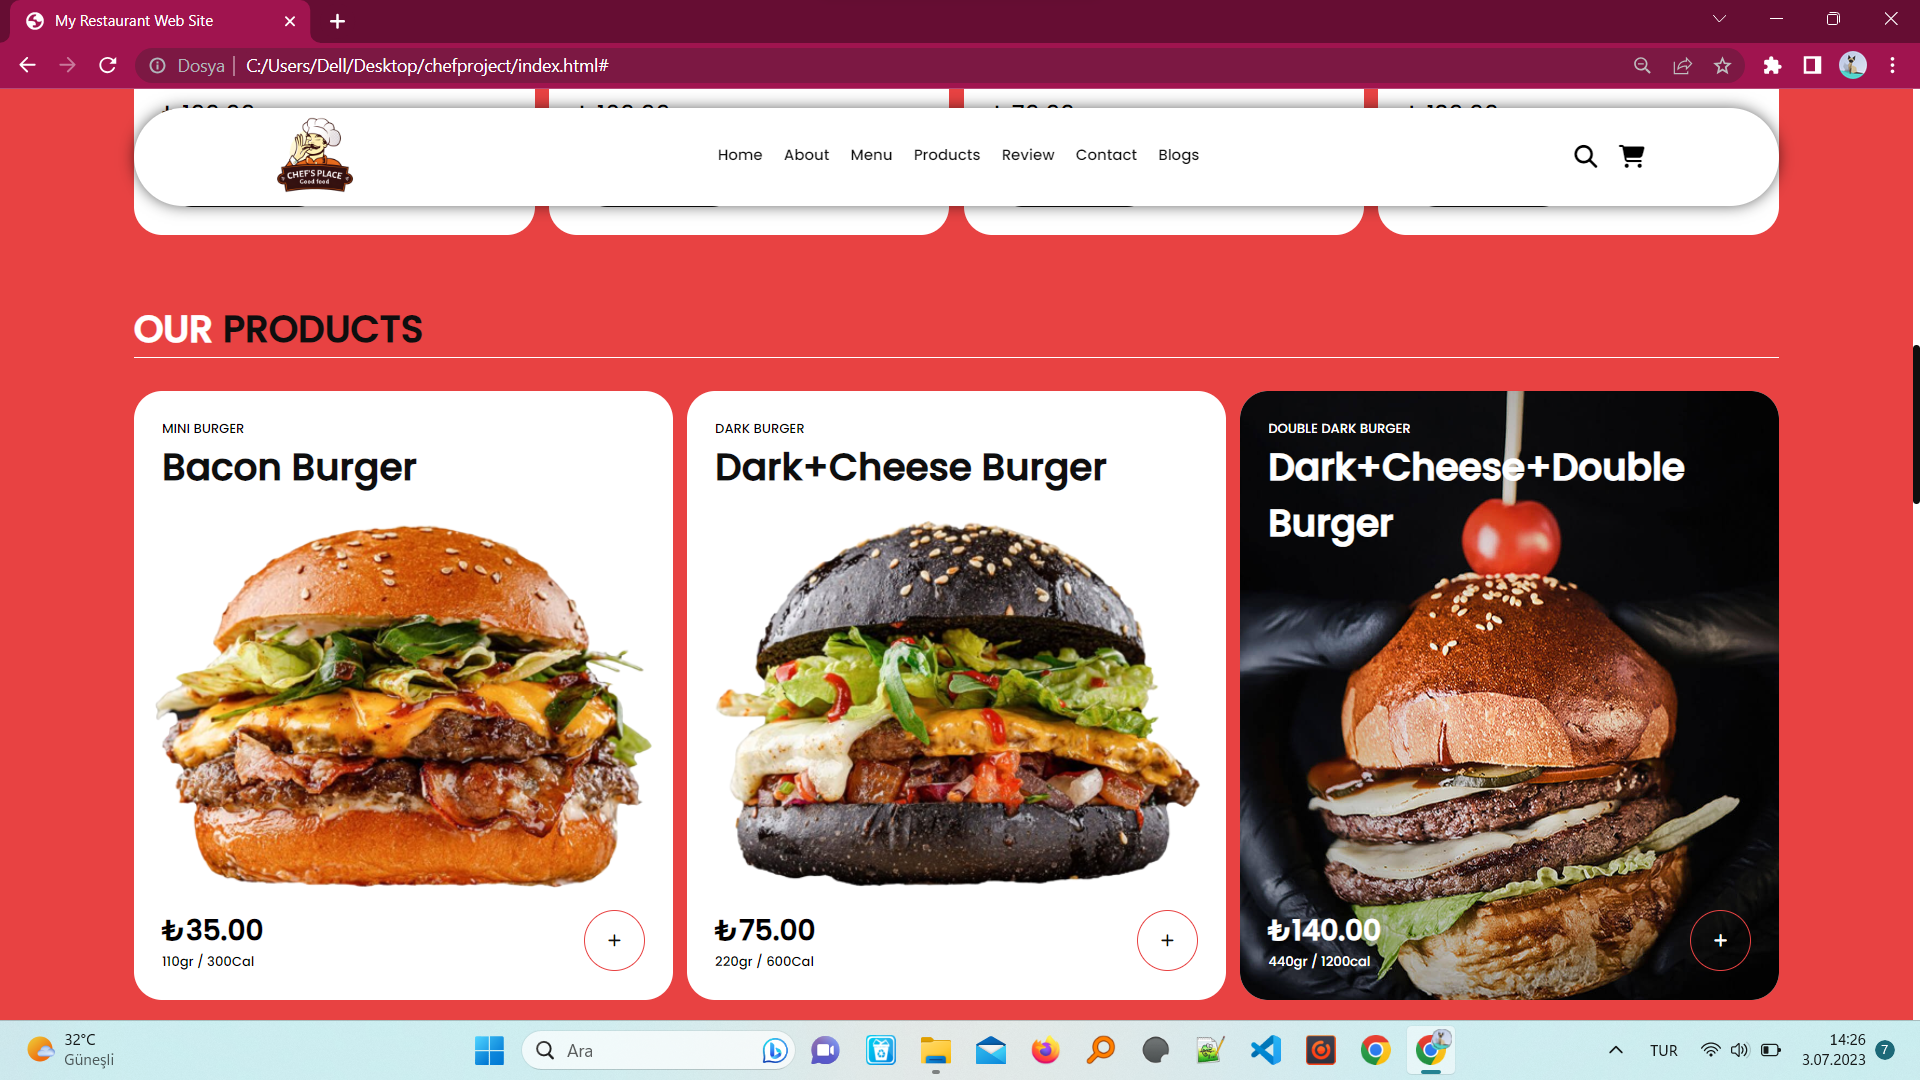 My Restaurant Web Site
Dosya | C:/Users/Dell/Desktop/chefproject/index.html#
CHEF'S PLACE
Good food
Home About Menu Products Review Contact Blogs
OUR PRODUCTS
MINI BURGER
Bacon Burger
₺35.00
110gr / 300Cal
DARK BURGER
Dark+Cheese Burger
₺75.00
220gr / 600Cal
DOUBLE DARK BURGER
Dark+Cheese+Double
Burger
₺140.00
440gr / 1200cal
32°C
Güneşli
Ara
TUR
14:26
3.07.2023
7